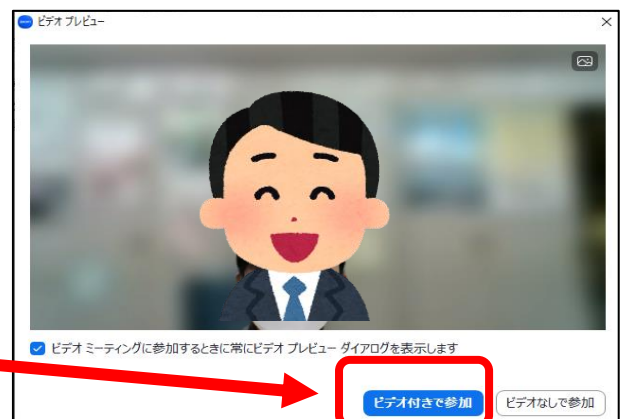 ビデオ プレビュー
ビデオ ミーティングに参加するときに常にビデオ プレビュー ダイアログを表示します
ビデオ付きで参加
ビデオなしで参加